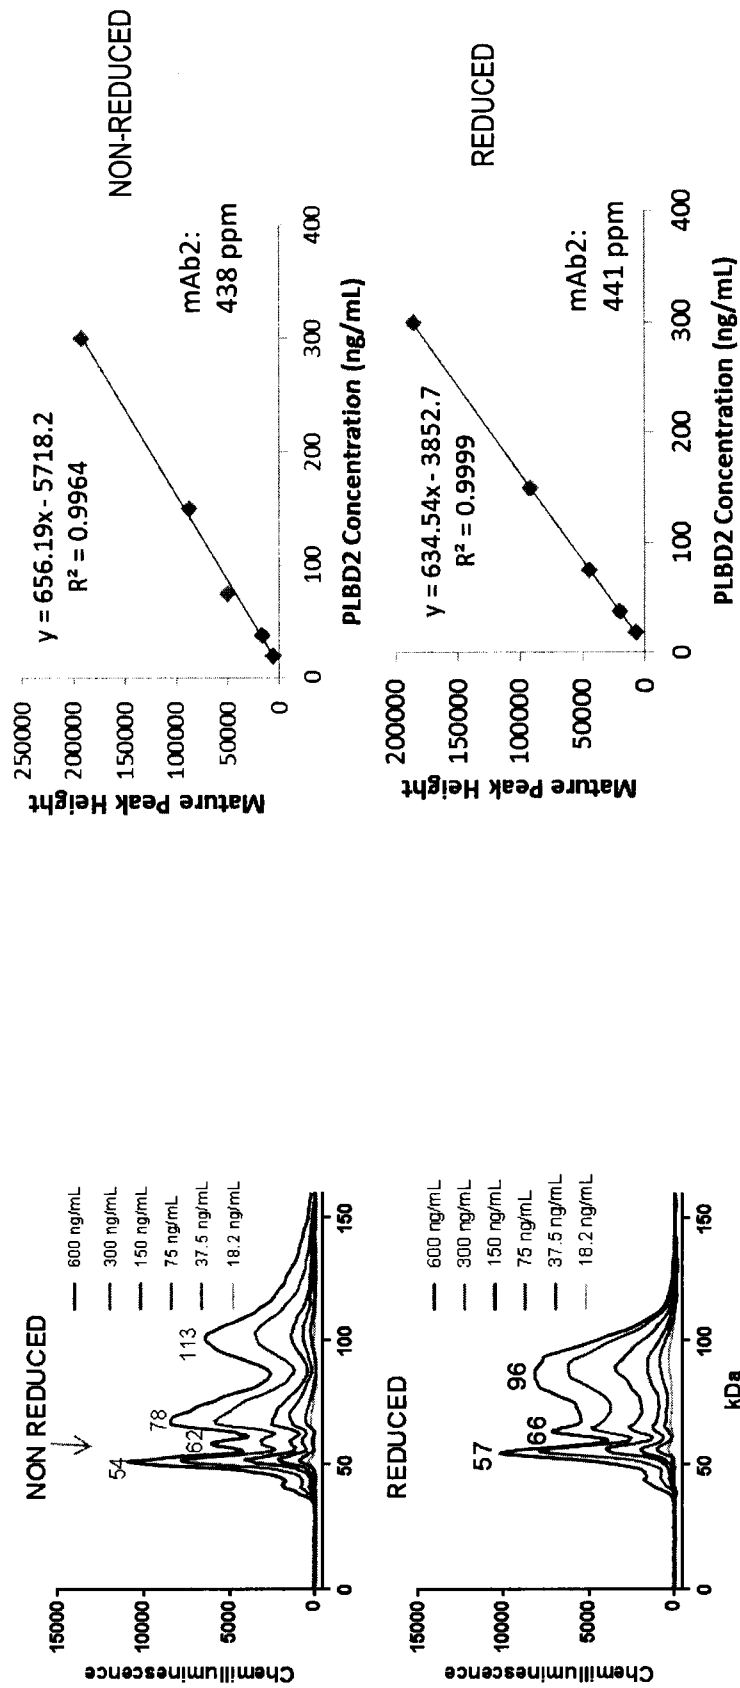 NON REDUCED
15000
10000
5000
0
Chemilluminescence
0
50
100
150
54
62
78
113
600 ng/mL
300 ng/mL
150 ng/mL
75 ng/mL
37.5 ng/mL
18.2 ng/mL
REDUCED
15000
10000
5000
0
Chemilluminescence
0
50
100
150
kDa
57
66
96
600 ng/mL
300 ng/mL
150 ng/mL
75 ng/mL
37.5 ng/mL
18.2 ng/mL
NON-REDUCED
250000
200000
150000
100000
50000
0
Mature Peak Height
y = 656.19x - 5718.2
R² = 0.9964
mAb2:
438 ppm
0
100
200
300
400
PLBD2 Concentration (ng/mL)
REDUCED
200000
150000
100000
50000
0
Mature Peak Height
y = 634.54x - 3852.7
R² = 0.9999
mAb2:
441 ppm
0
100
200
300
400
PLBD2 Concentration (ng/mL)